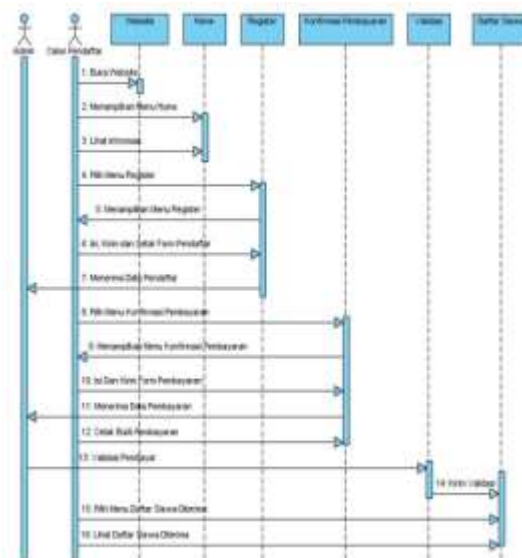 Website
Home
Register
Konfirmasi Pembayaran
Validasi
Daftar Siswa
Admin
Calon Pendaftar
1. Buka Website
2. Menampilkan Menu Home
3. Lihat Informasi
4. Pilih Menu Register
5. Menampilkan Menu Register
6. Isi, Kirim dan Cetak Form Pendaftar
7. Menerima Data Pendaftar
8. Pilih Menu Konfirmasi Pembayaran
9. Menampilkan Menu Konfirmasi Pembayaran
10. Isi Dan Kirim Form Pembayaran
11. Menerima Data Pembayaran
12. Cetak Bukti Pembayaran
13. Validasi Pembayar
14. Kirim Validasi
15. Pilih Menu Daftar Siswa Diterima
16. Lihat Daftar Siswa Diterima